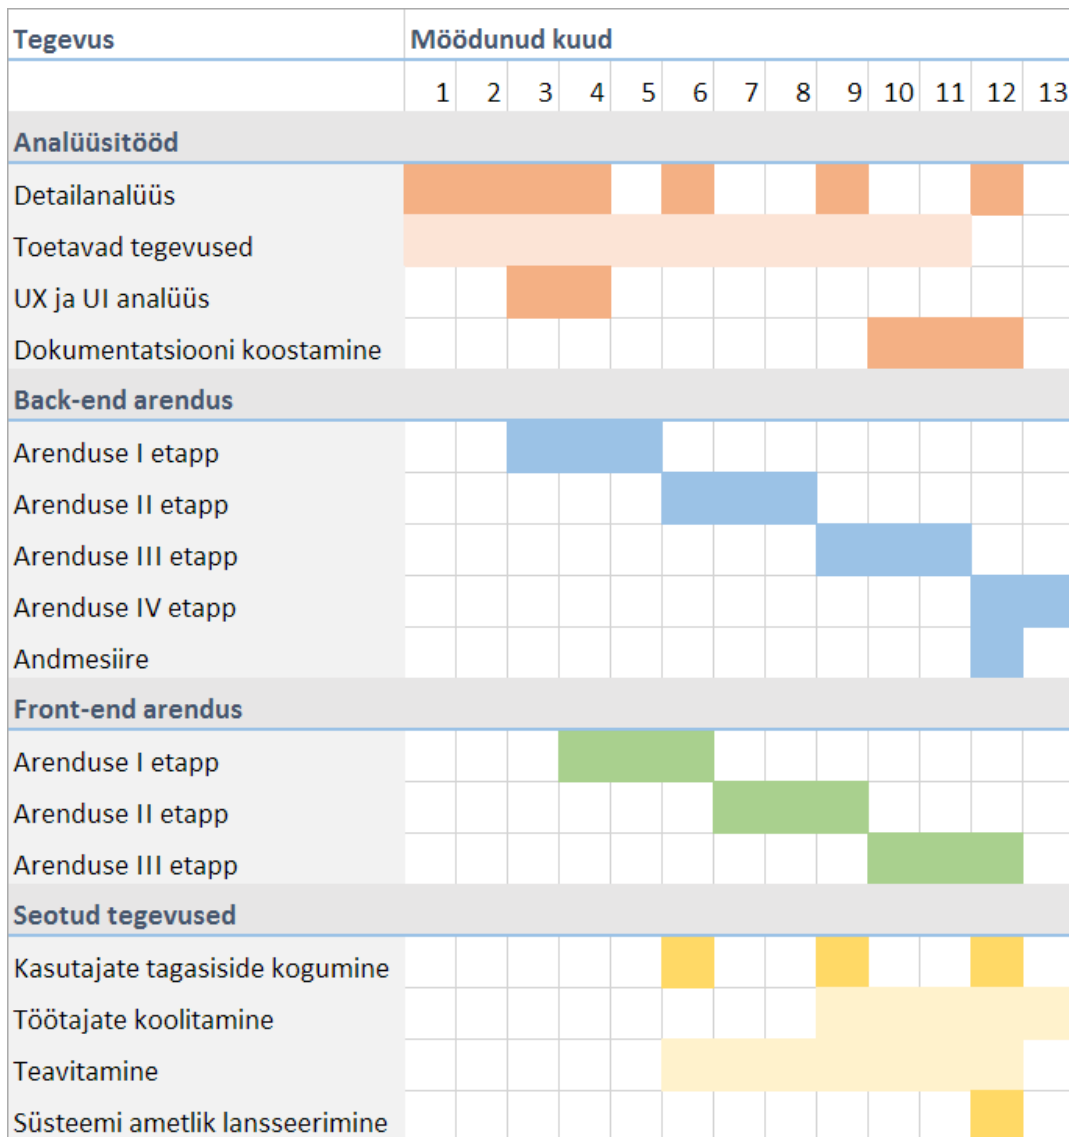 Tegevus Möödunud kuud
1 2 3 4 5 6 7 8 9 10 11 12 13
Analüüsitööd
Detailanalüüs
Toetavad tegevused
UX ja UI analüüs
Dokumentatsiooni koostamine
Back-end arendus
Arenduse I etapp
Arenduse II etapp
Arenduse III etapp
Arenduse IV etapp
Andmesiire
Front-end arendus
Arenduse I etapp
Arenduse II etapp
Arenduse III etapp
Seotud tegevused
Kasutajate tagasiside kogumine
Töötajate koolitamine
Teavitamine
Süsteemi ametlik lansseerimine